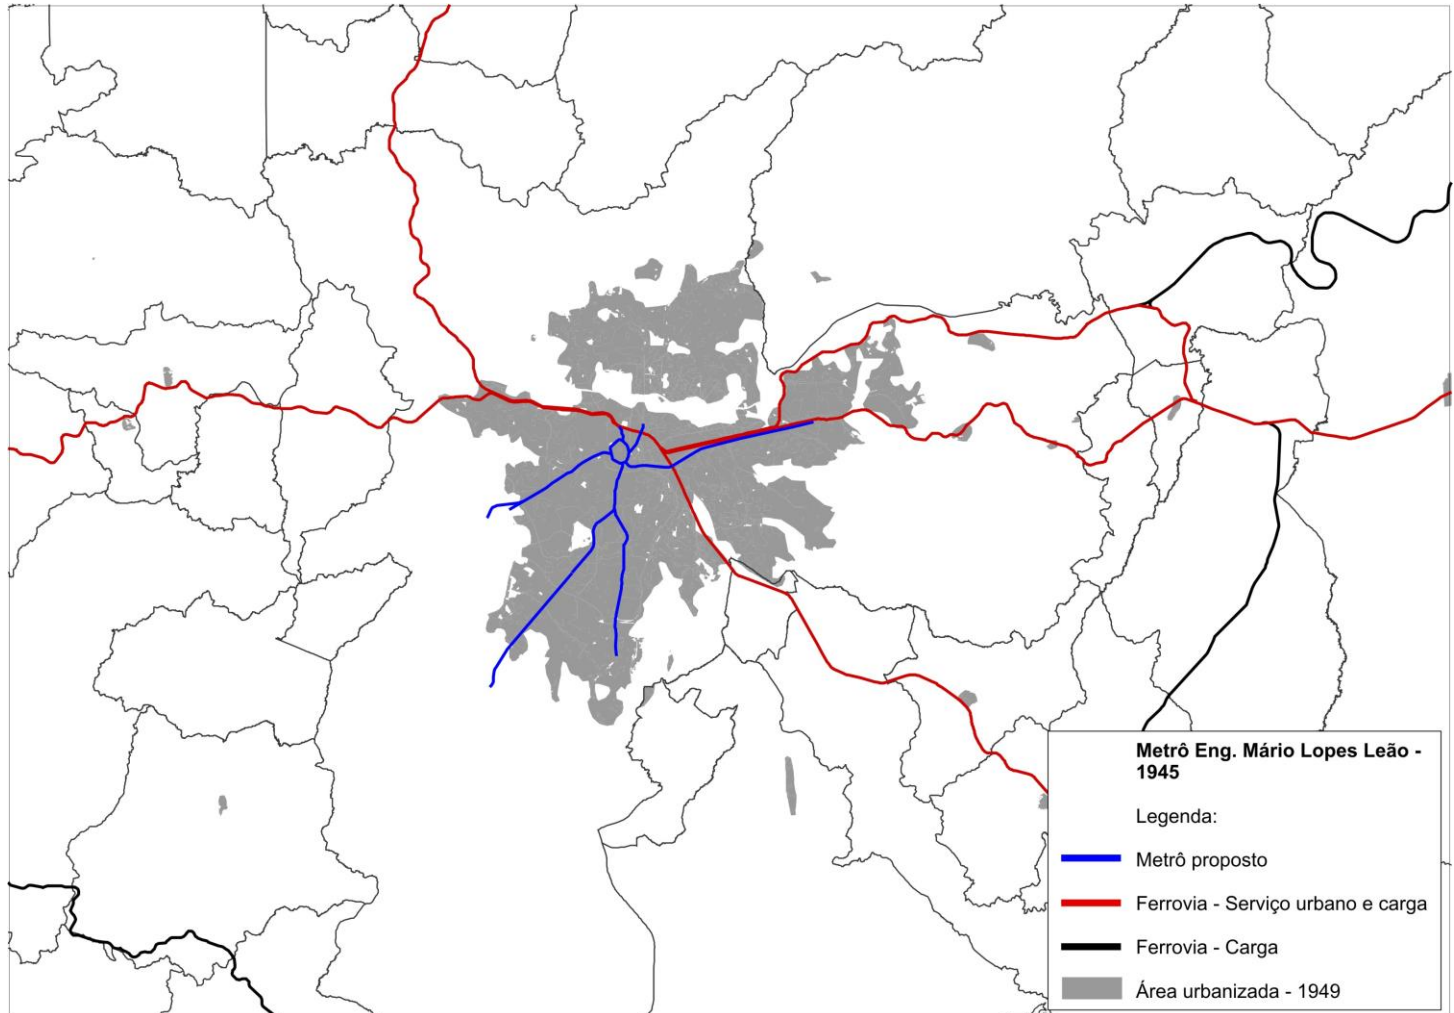 Metrô Eng. Mário Lopes Leão -
1945
Legenda:
Metrô proposto
Ferrovia - Serviço urbano e carga
Ferrovia - Carga
Área urbanizada - 1949